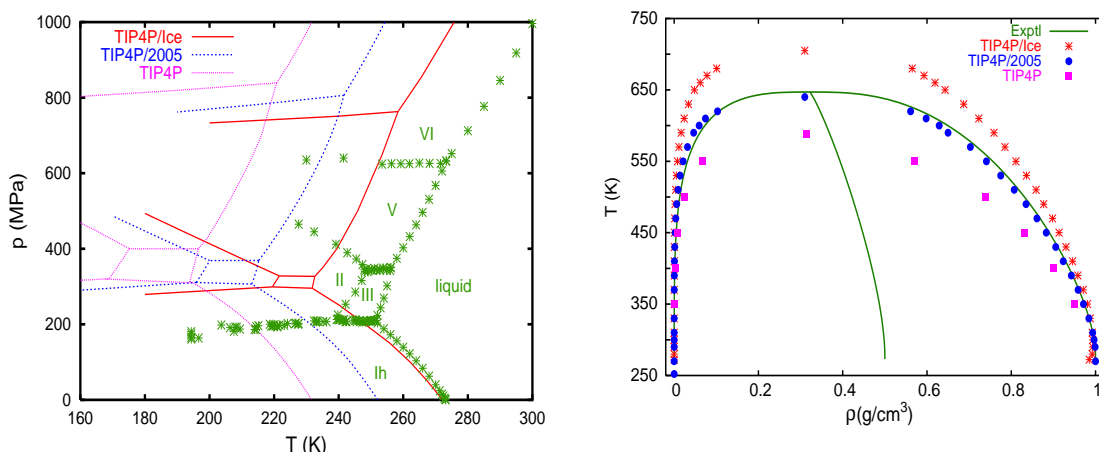 1000
800
600
400
200
0
p (MPa)
TIP4P/Ice
TIP4P/2005
TIP4P
VI
V
II
III
liquid
Ih
160 180 200 220 240 260 280 300
T (K)
750
650
550
450
350
250
T (K)
Exptl
TIP4P/Ice
TIP4P/2005
TIP4P
0 0.2 0.4 0.6 0.8 1
ρ(g/cm³)